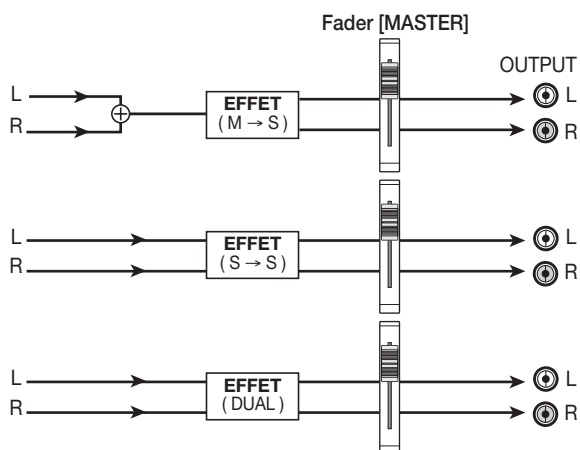 Fader [MASTER]
OUTPUT
L
R
EFFET
( M → S )
L
R
L
R
EFFET
( S → S )
L
R
L
R
EFFET
( DUAL )
L
R